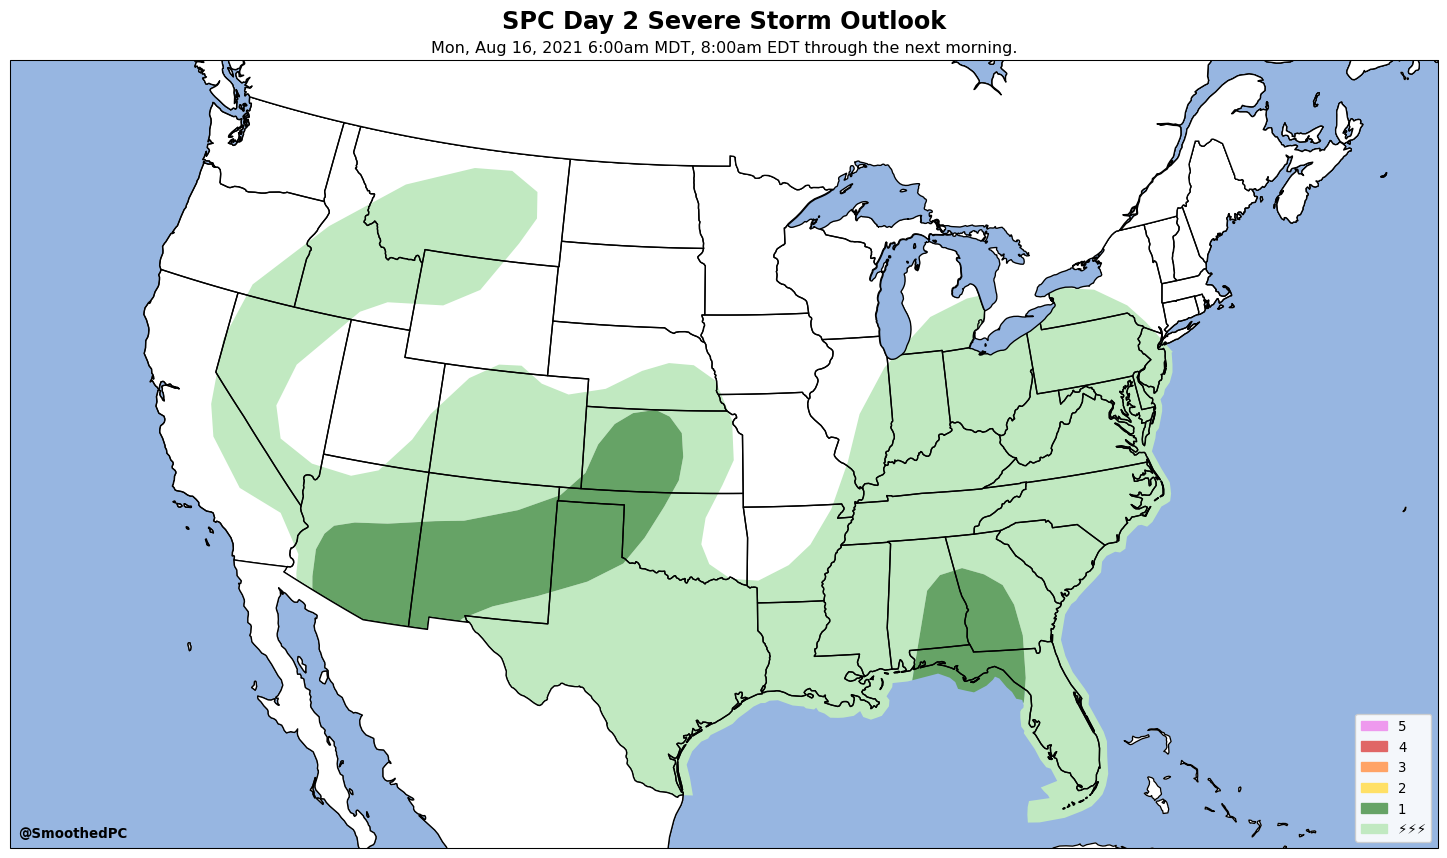 SPC Day 2 Severe Storm Outlook
Mon, Aug 16, 2021 6:00am MDT, 8:00am EDT through the next morning.
5
4
3
2
1
⚡⚡⚡
@SmoothedPC